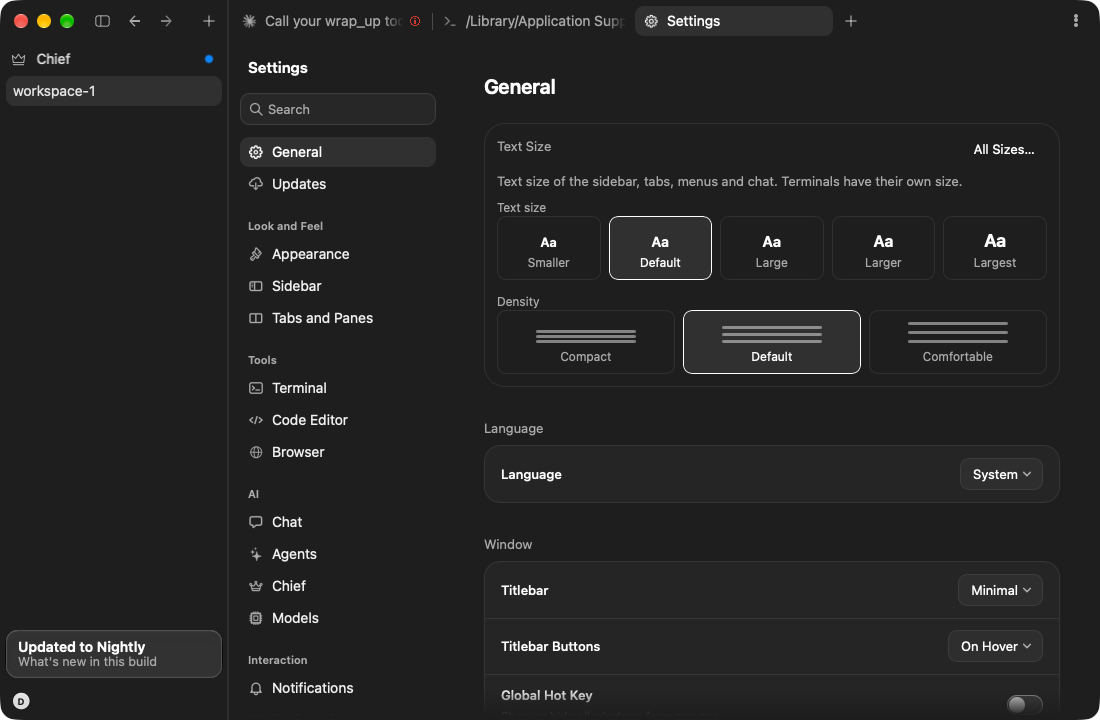 Call your wrap_up to
/Library/Application Supp
Settings
Chief
workspace-1
Updated to Nightly
What's new in this build
D
Settings
Search
General
Updates
Look and Feel
Appearance
Sidebar
Tabs and Panes
Tools
Terminal
Code Editor
Browser
AI
Chat
Agents
Chief
Models
Interaction
Notifications
General
Text Size
All Sizes...
Text size of the sidebar, tabs, menus and chat. Terminals have their own size.
Text size
Aa Aa Aa Aa Aa
Smaller Default Large Larger Largest
Density
Compact Default Comfortable
Language
Language System
Window
Titlebar Minimal
Titlebar Buttons On Hover
Global Hot Key